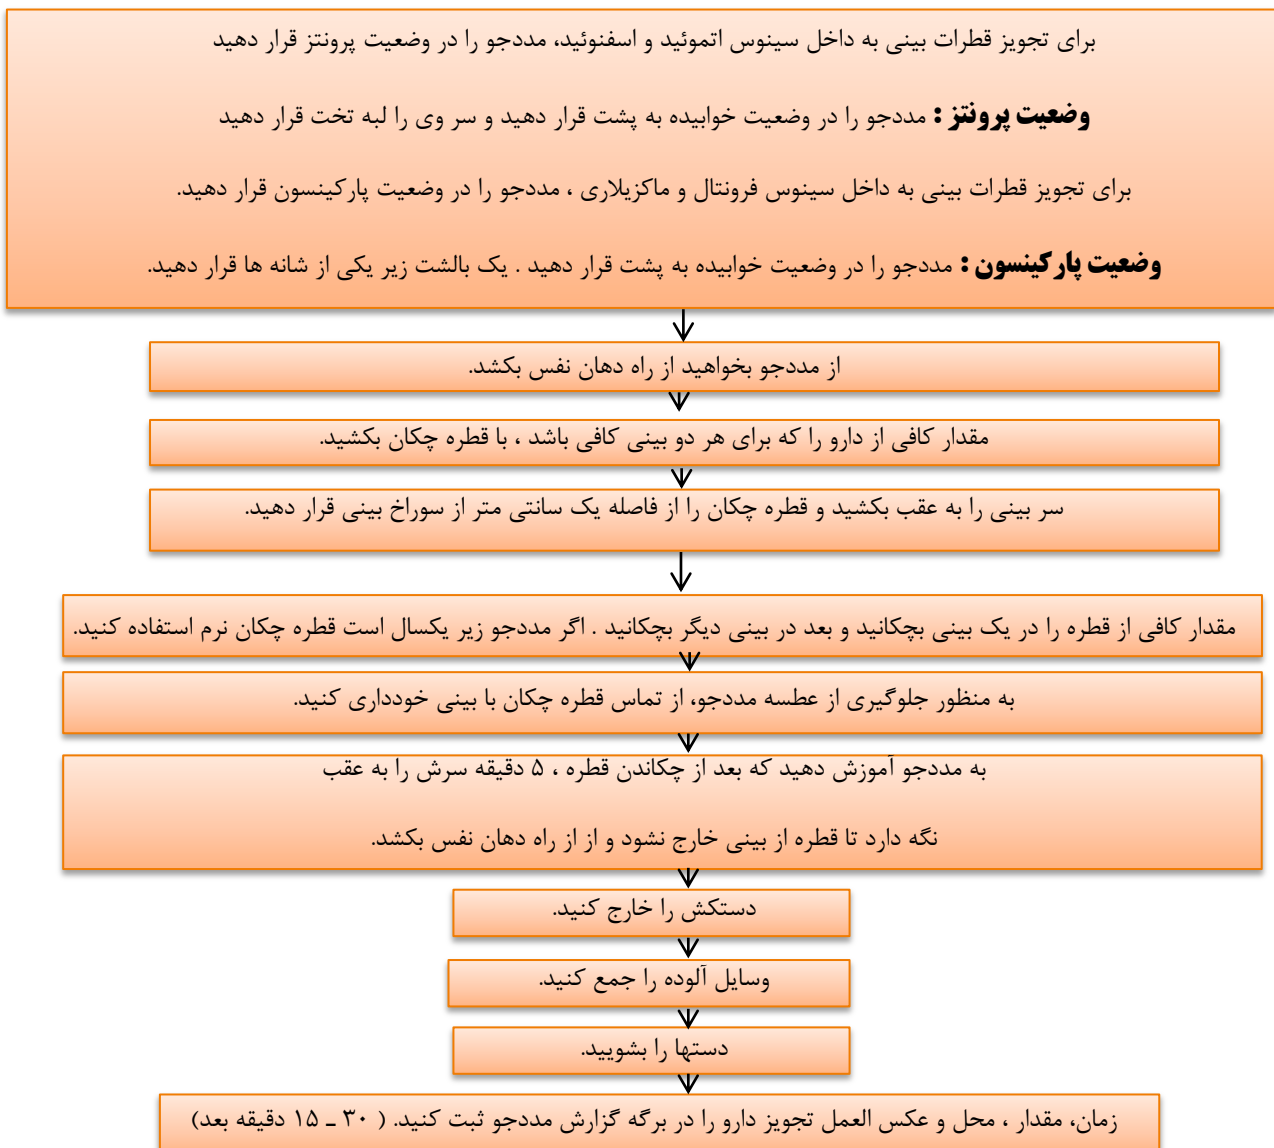 برای تجویز قطرات بینی به داخل سینوس اتموئید و اسفنوئید، مددجو را در وضعیت پرونتز قرار دهید
وضعیت پرونتز : مددجو را در وضعیت خوابیده به پشت قرار دهید و سر وی را لبه تخت قرار دهید
برای تجویز قطرات بینی به داخل سینوس فرونتال و ماکزیلاری ، مددجو را در وضعیت پارکینسون قرار دهید.
وضعیت پارکینسون : مددجو را در وضعیت خوابیده به پشت قرار دهید . یک بالشت زیر یکی از شانه ها قرار دهید.
از مددجو بخواهید از راه دهان نفس بکشد.
مقدار کافی از دارو را که برای هر دو بینی کافی باشد ، با قطره چکان بکشید.
سر بینی را به عقب بکشید و قطره چکان را از فاصله یک سانتی متر از سوراخ بینی قرار دهید.
مقدار کافی از قطره را در یک بینی بچکانید و بعد در بینی دیگر بچکانید . اگر مددجو زیر یکسال است قطره چکان نرم استفاده کنید.
به منظور جلوگیری از عطسه مددجو، از تماس قطره چکان با بینی خودداری کنید.
به مددجو آموزش دهید که بعد از چکاندن قطره ، ۵ دقیقه سرش را به عقب
نگه دارد تا قطره از بینی خارج نشود و از از راه دهان نفس بکشد.
دستکش را خارج کنید.
وسایل آلوده را جمع کنید.
دستها را بشویید.
زمان، مقدار ، محل و عکس العمل تجویز دارو را در برگه گزارش مددجو ثبت کنید. ( ۳۰ ـ ۱۵ دقیقه بعد)